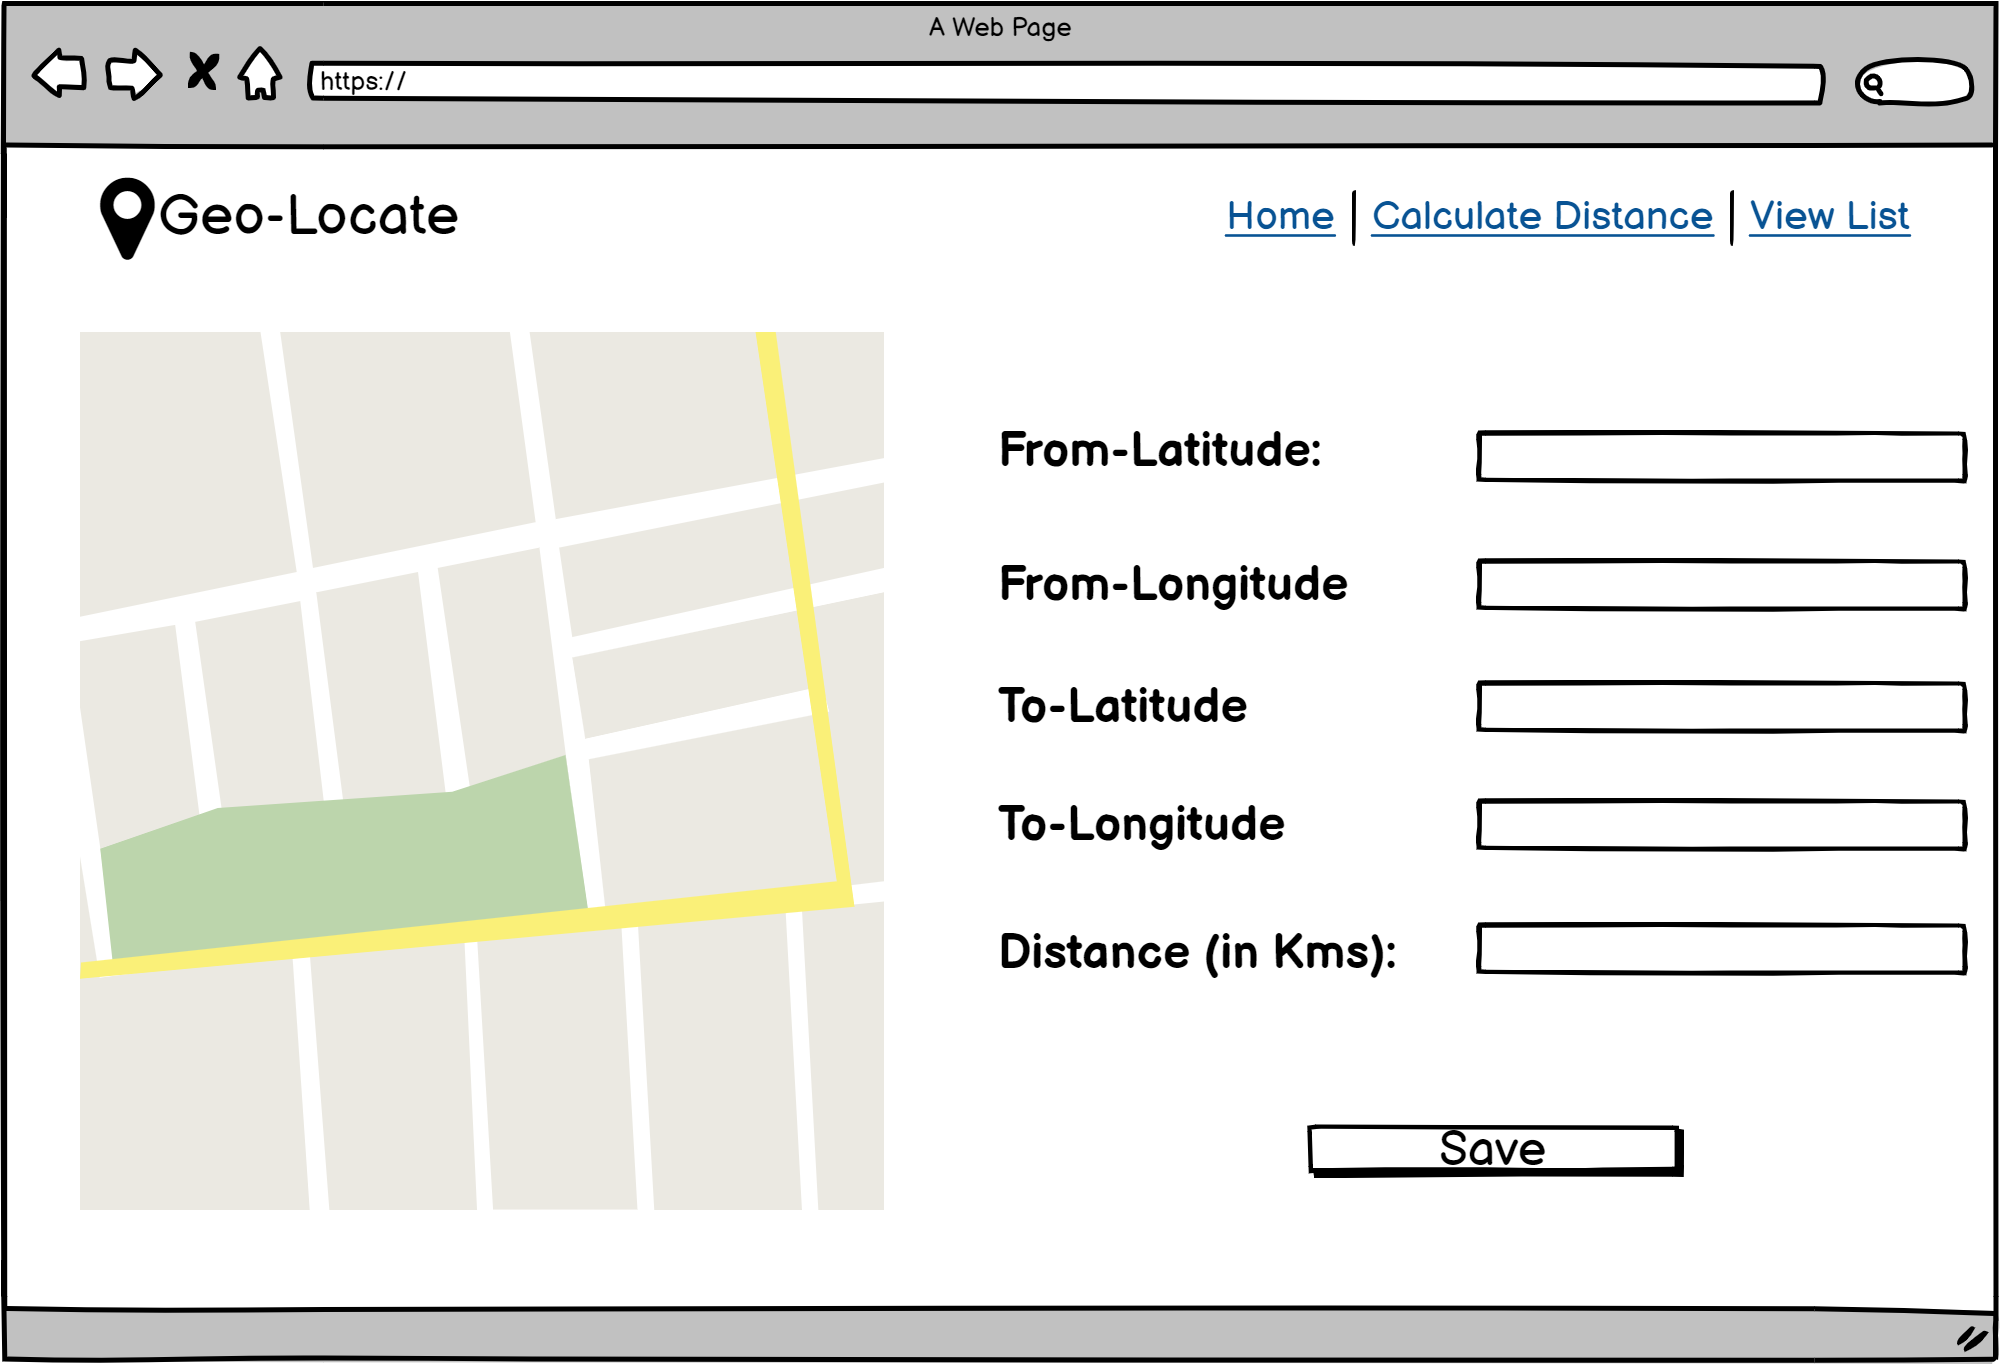 A Web Page
https://
Geo-Locate
Home | Calculate Distance | View List
From-Latitude:
From-Longitude
To-Latitude
To-Longitude
Distance (in Kms):
Save